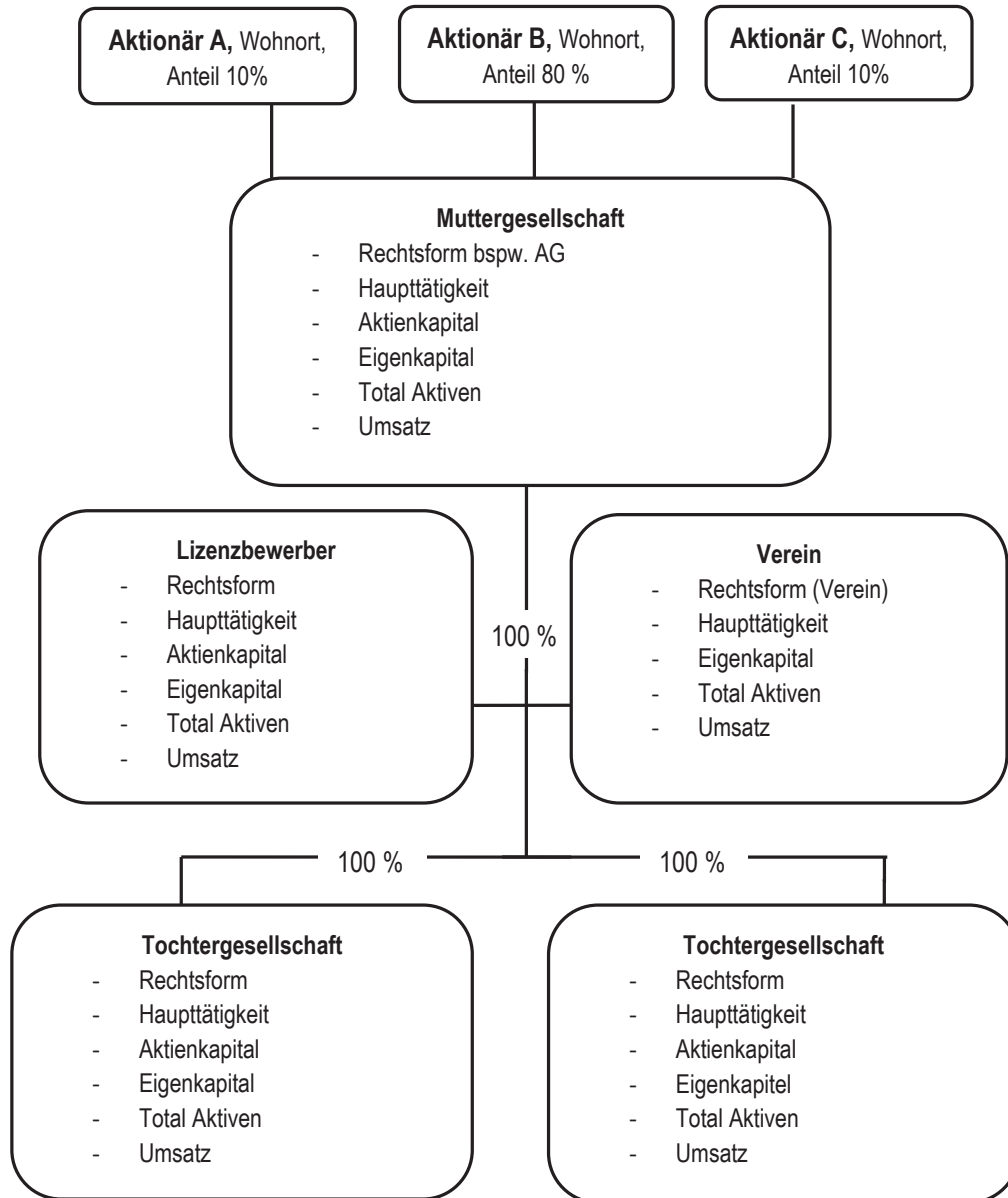 Aktionär A, Wohnort,
Anteil 10%
Aktionär B, Wohnort,
Anteil 80 %
Aktionär C, Wohnort,
Anteil 10%
Muttergesellschaft
- Rechtsform bspw. AG
- Haupttätigkeit
- Aktienkapital
- Eigenkapital
- Total Aktiven
- Umsatz
Lizenzbewerber
- Rechtsform
- Haupttätigkeit
- Aktienkapital
- Eigenkapital
- Total Aktiven
- Umsatz
100 %
Verein
- Rechtsform (Verein)
- Haupttätigkeit
- Eigenkapital
- Total Aktiven
- Umsatz
100 %
100 %
Tochtergesellschaft
- Rechtsform
- Haupttätigkeit
- Aktienkapital
- Eigenkapital
- Total Aktiven
- Umsatz
Tochtergesellschaft
- Rechtsform
- Haupttätigkeit
- Aktienkapital
- Eigenkapitel
- Total Aktiven
- Umsatz